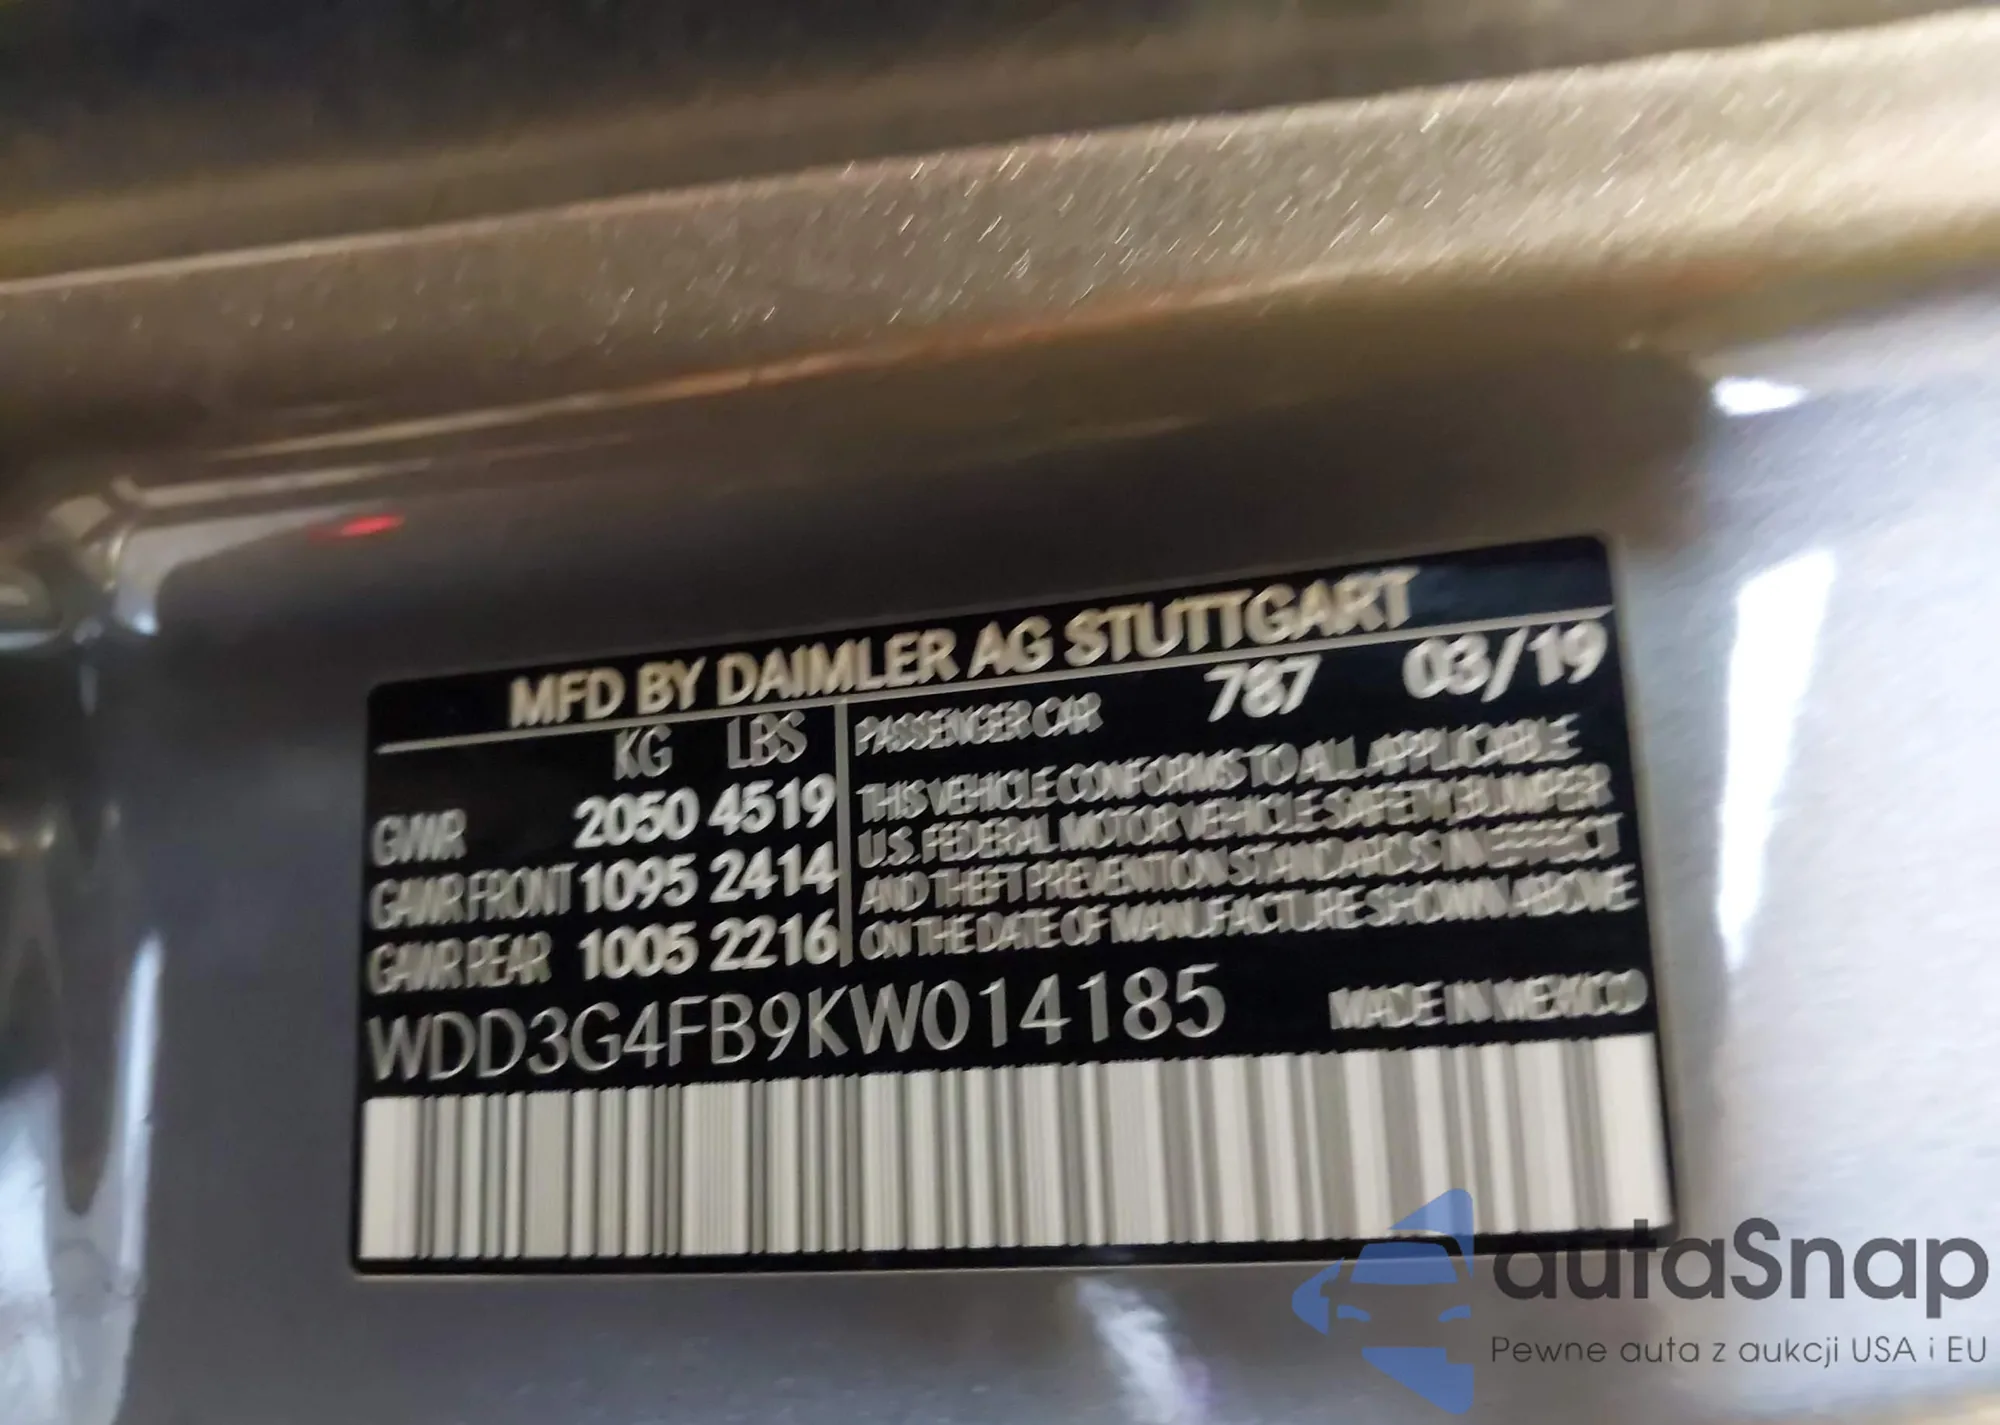 MFD BY DAIMLER AG STUTTGART
KG LBS
GVWR 2050 4519
GAWR FRONT 1095 2414
GAWR REAR 1005 2216
PASSENGER CAR 787 03/19
THIS VEHICLE CONFORMS TO ALL APPLICABLE
U.S. FEDERAL MOTOR VEHICLE SAFETY, BUMPER
AND THEFT PREVENTION STANDARDS IN EFFECT
ON THE DATE OF MANUFACTURE SHOWN ABOVE
WDD3G4FB9KW014185 MADE IN MEXICO
autaSnap
Pewne auta z aukcji USA i EU